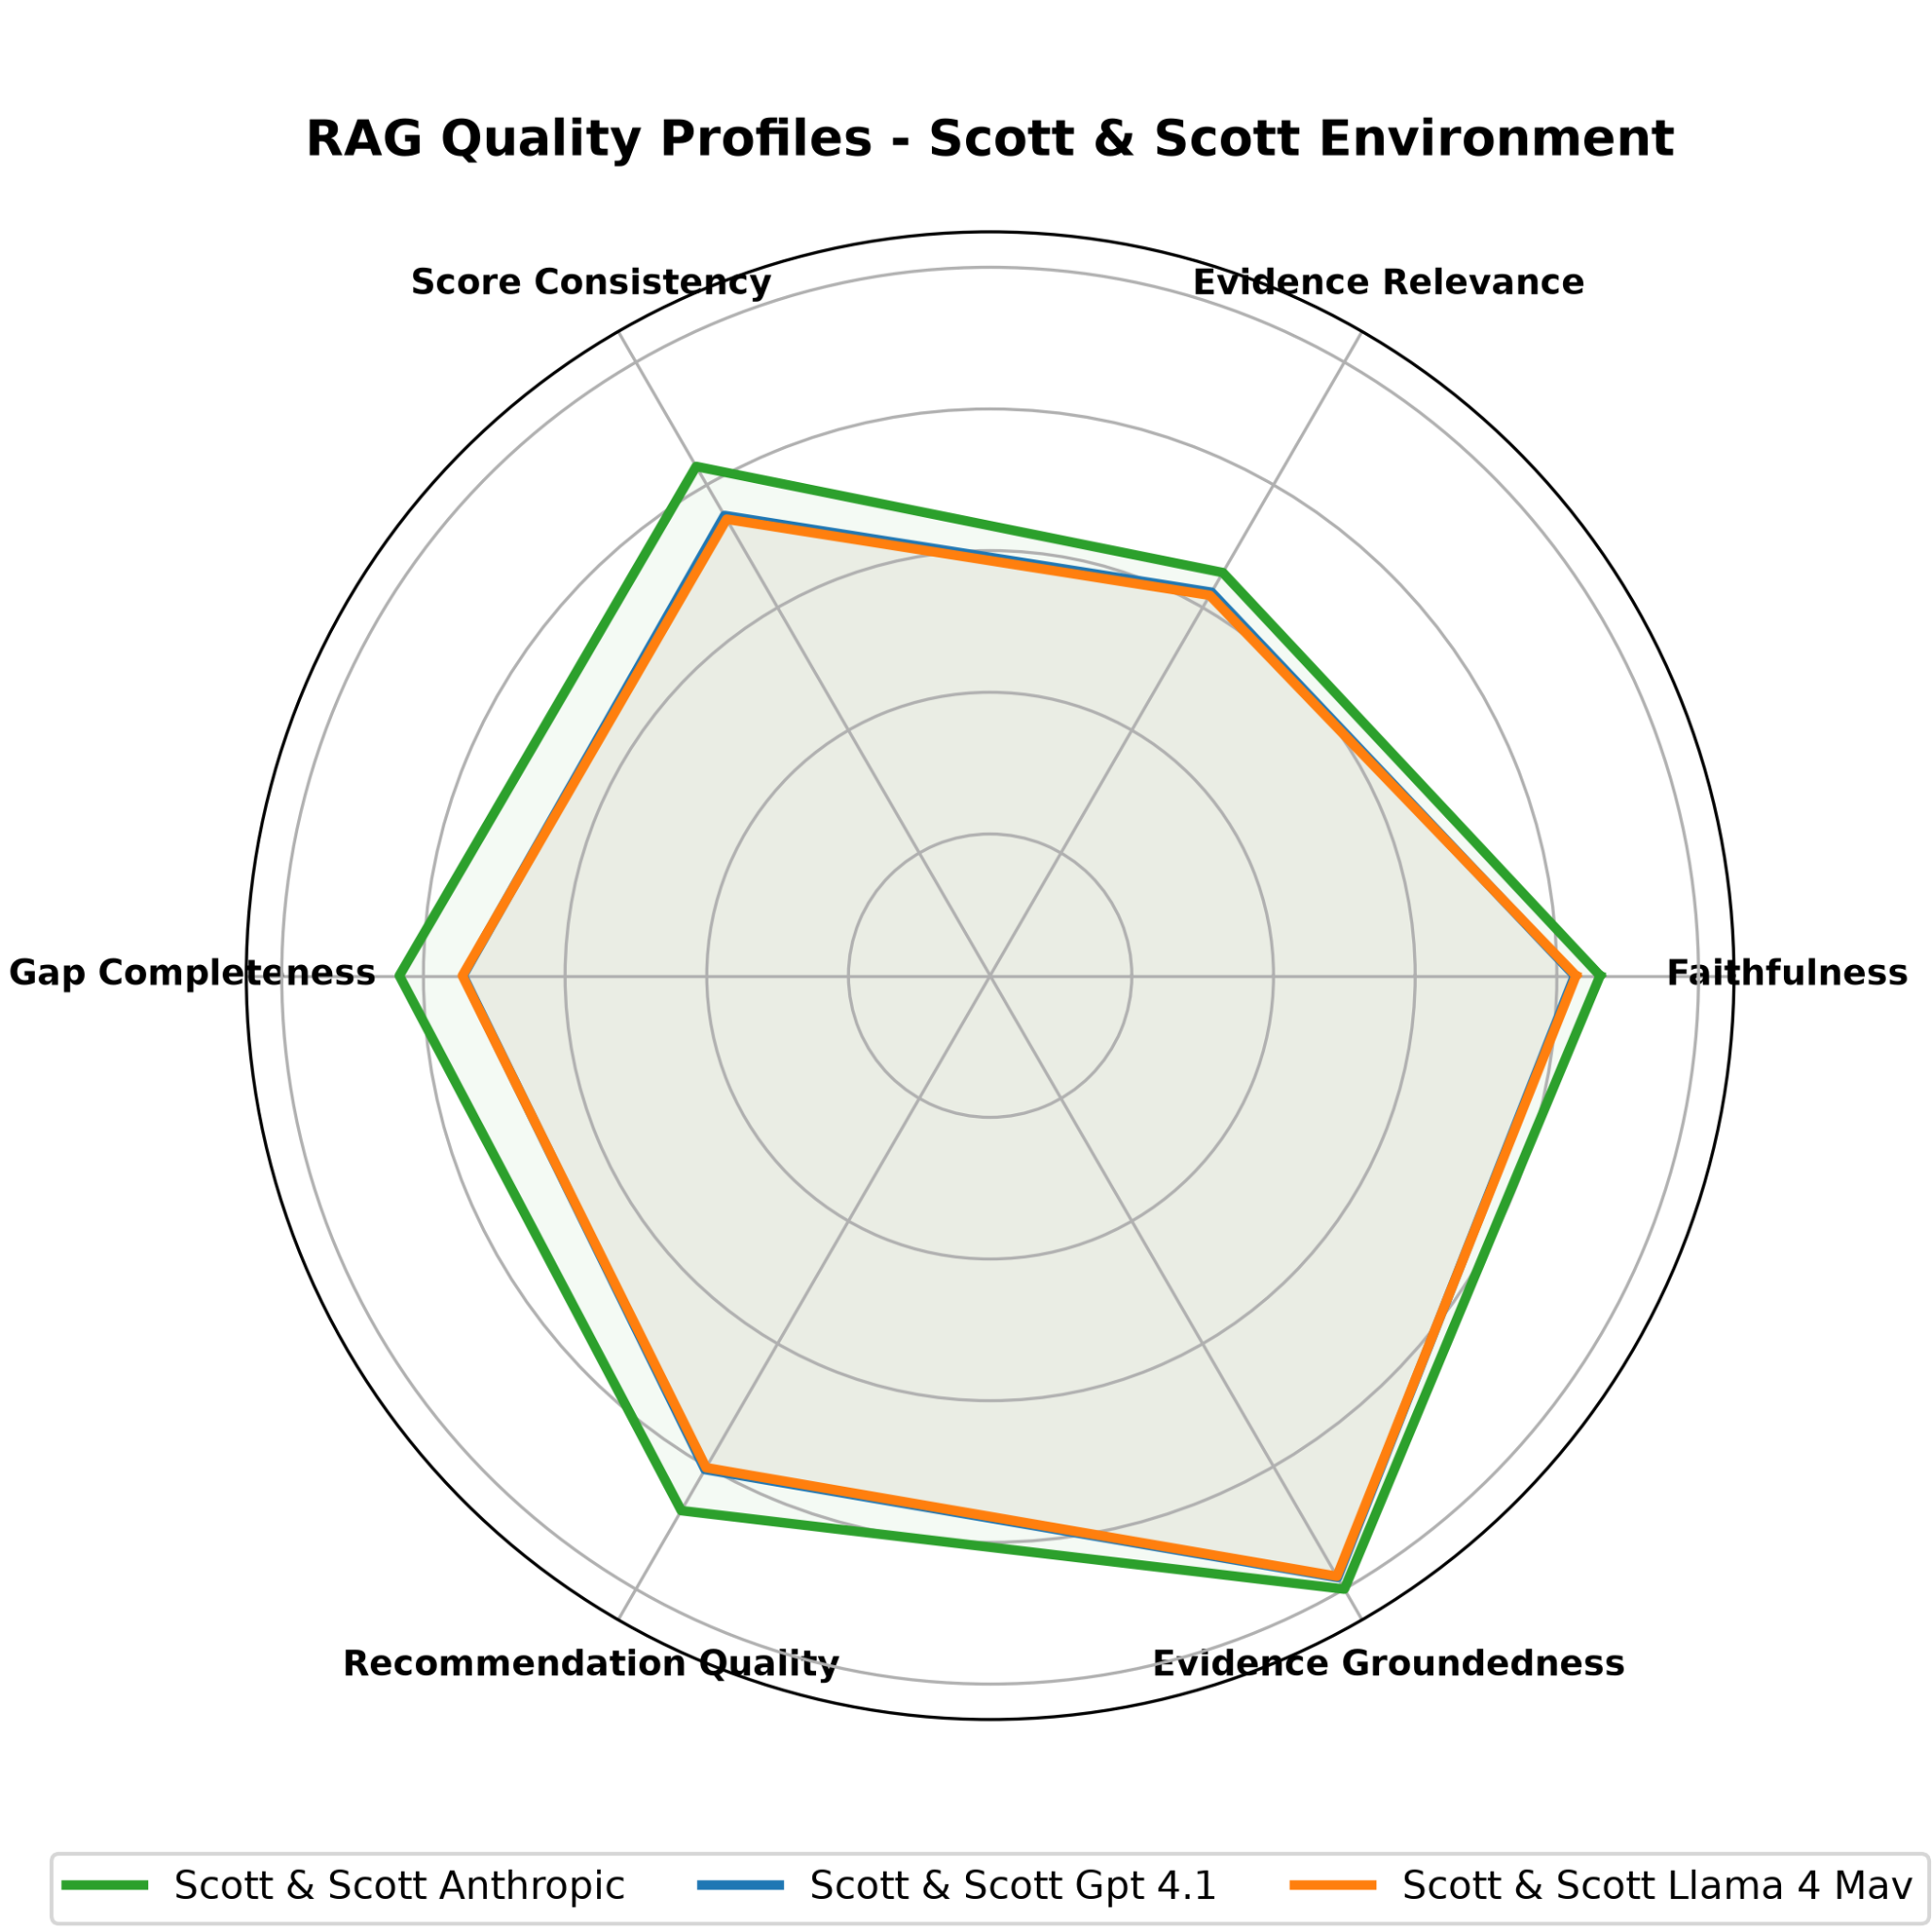 RAG Quality Profiles - Scott & Scott Environment
Score Consistency
Evidence Relevance
Gap Completeness
Faithfulness
Recommendation Quality
Evidence Groundedness
Scott & Scott Anthropic
Scott & Scott Gpt 4.1
Scott & Scott Llama 4 Mav